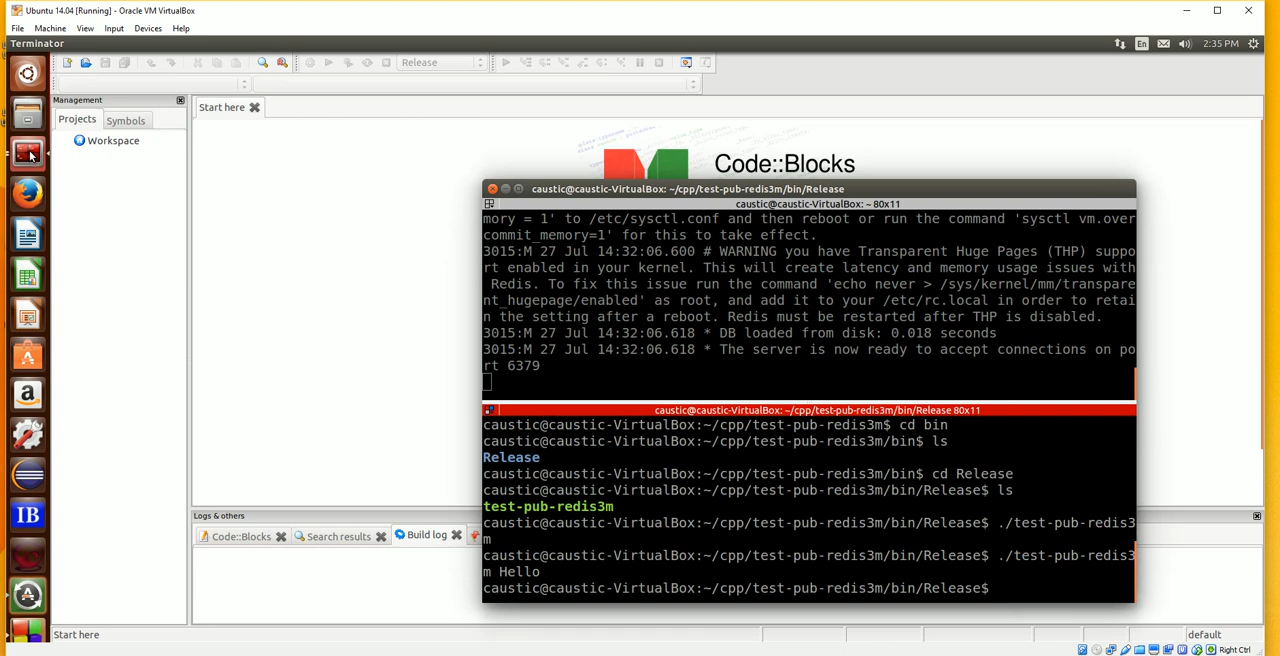 Ubuntu 14.04 [Running] - Oracle VM VirtualBox
File Machine View Input Devices Help
Terminator
En
2:35 PM
Release
Management
Start here
Projects
Symbols
Workspace
Code::Blocks
caustic@caustic-VirtualBox: ~/cpp/test-pub-redis3m/bin/Release
caustic@caustic-VirtualBox: ~ 80x11
mory = 1' to /etc/sysctl.conf and then reboot or run the command 'sysctl vm.over
commit_memory=1' for this to take effect.
3015:M 27 Jul 14:32:06.600 # WARNING you have Transparent Huge Pages (THP) suppo
rt enabled in your kernel. This will create latency and memory usage issues with
Redis. To fix this issue run the command 'echo never > /sys/kernel/mm/transpare
nt_hugepage/enabled' as root, and add it to your /etc/rc.local in order to retai
n the setting after a reboot. Redis must be restarted after THP is disabled.
3015:M 27 Jul 14:32:06.618 * DB loaded from disk: 0.018 seconds
3015:M 27 Jul 14:32:06.618 * The server is now ready to accept connections on po
rt 6379
caustic@caustic-VirtualBox: ~/cpp/test-pub-redis3m/bin/Release 80x11
caustic@caustic-VirtualBox:~/cpp/test-pub-redis3m$ cd bin
caustic@caustic-VirtualBox:~/cpp/test-pub-redis3m/bin$ ls
Release
caustic@caustic-VirtualBox:~/cpp/test-pub-redis3m/bin$ cd Release
caustic@caustic-VirtualBox:~/cpp/test-pub-redis3m/bin/Release$ ls
test-pub-redis3m
caustic@caustic-VirtualBox:~/cpp/test-pub-redis3m/bin/Release$ ./test-pub-redis3
m
caustic@caustic-VirtualBox:~/cpp/test-pub-redis3m/bin/Release$ ./test-pub-redis3
m Hello
caustic@caustic-VirtualBox:~/cpp/test-pub-redis3m/bin/Release$
a
IB
Logs & others
Code::Blocks
Search results
Build log
Start here
default
Right Ctrl